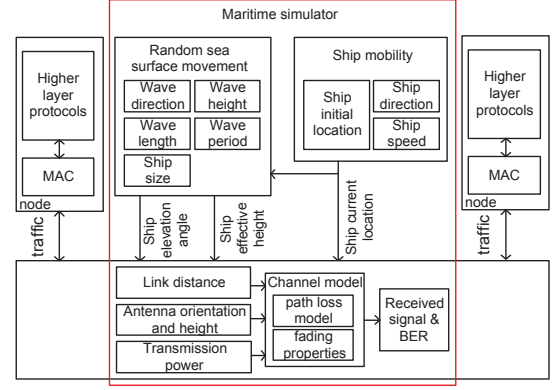 Maritime simulator
Higher
layer
protocols
MAC
node
traffic
Random sea
surface movement
Wave
direction
Wave
height
Wave
length
Wave
period
Ship
size
Ship mobility
Ship
initial
location
Ship
direction
Ship
speed
Higher
layer
protocols
MAC
node
traffic
Ship
elevation
angle
Ship
effective
height
Ship current
location
Link distance
Antenna orientation
and height
Transmission
power
Channel model
path loss
model
fading
properties
Received
signal &
BER